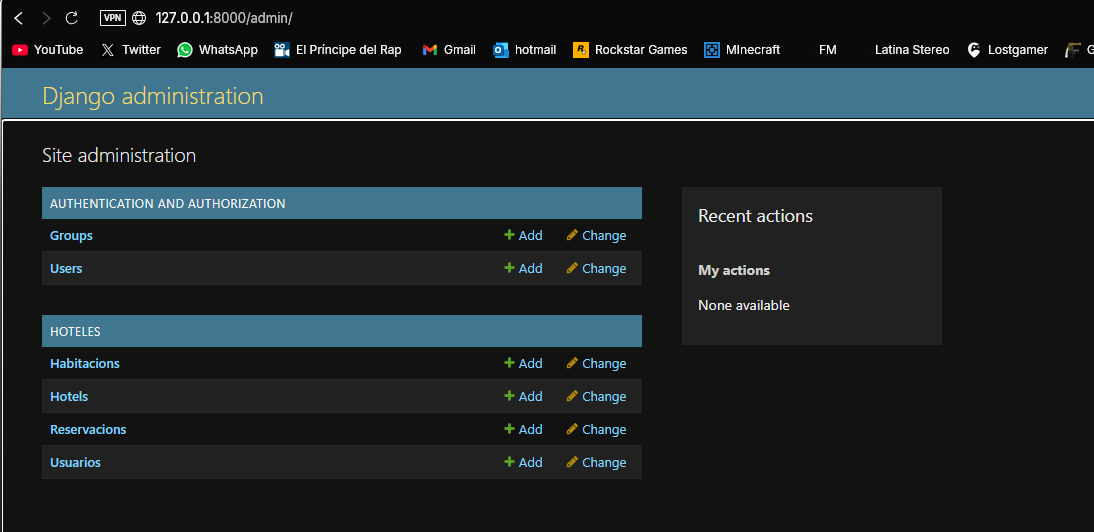 VPN 127.0.0.1:8000/admin/
YouTube Twitter WhatsApp El Príncipe del Rap Gmail hotmail Rockstar Games MInecraft FM Latina Stereo Lostgamer G
Django administration
Site administration
AUTHENTICATION AND AUTHORIZATION
Groups Add Change
Users Add Change
HOTELES
Habitacions Add Change
Hotels Add Change
Reservacions Add Change
Usuarios Add Change
Recent actions
My actions
None available